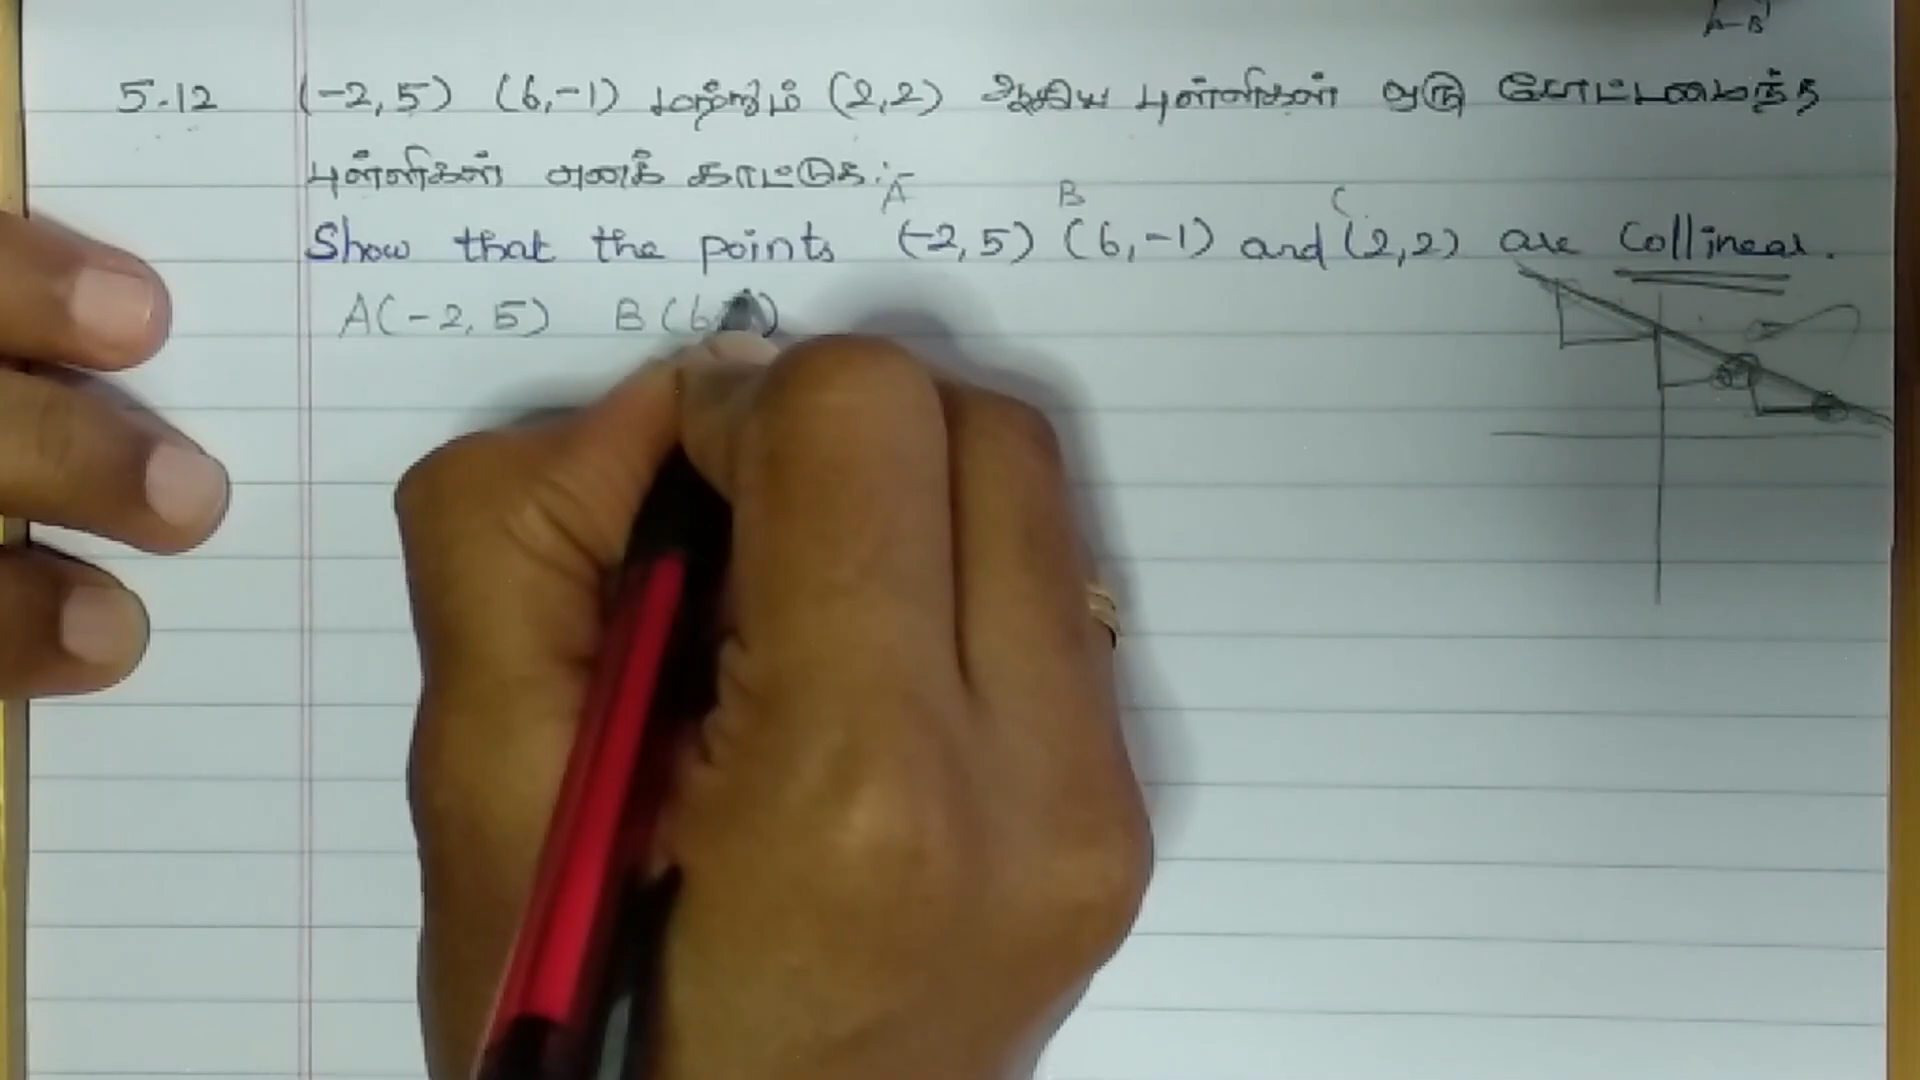 A-B
5.12 (-2,5) (6,-1) மற்றும் (2,2) ஆகிய புள்ளிகள் ஒரு கோட்டமைந்த
புள்ளிகள் எனக் காட்டுக:-
A B C
Show that the points (-2,5) (6,-1) and (2,2) are Collinear.
A(-2,5) B(6